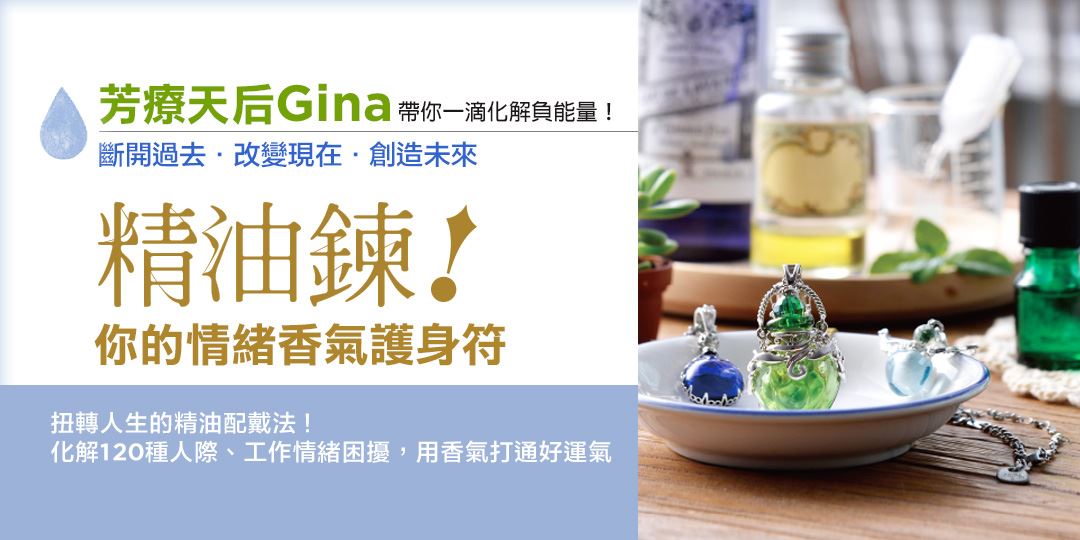 芳療天后Gina 帶你一滴化解負能量！
斷開過去．改變現在．創造未來
精油鍊！
你的情緒香氣護身符
扭轉人生的精油配戴法！
化解120種人際、工作情緒困擾，用香氣打通好運氣